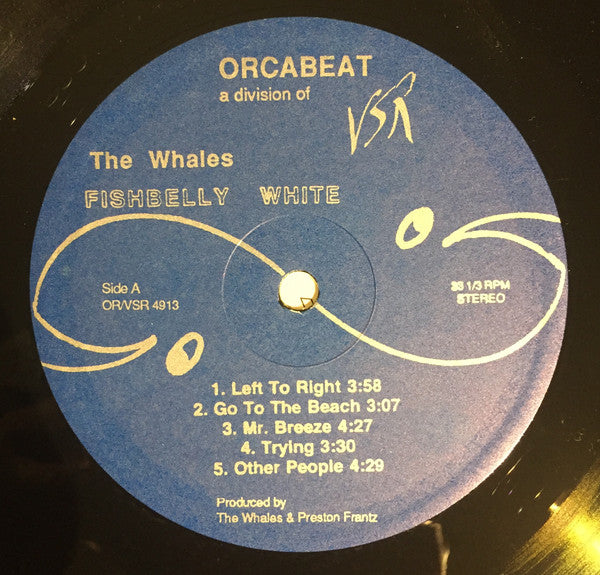 ORCABEAT
a division of
VSR
The Whales
FISHBELLY WHITE
Side A
OR/VSR 4913
33 1/3 RPM
STEREO
1. Left To Right 3:58
2. Go To The Beach 3:07
3. Mr. Breeze 4:27
4. Trying 3:30
5. Other People 4:29
Produced by
The Whales & Preston Frantz